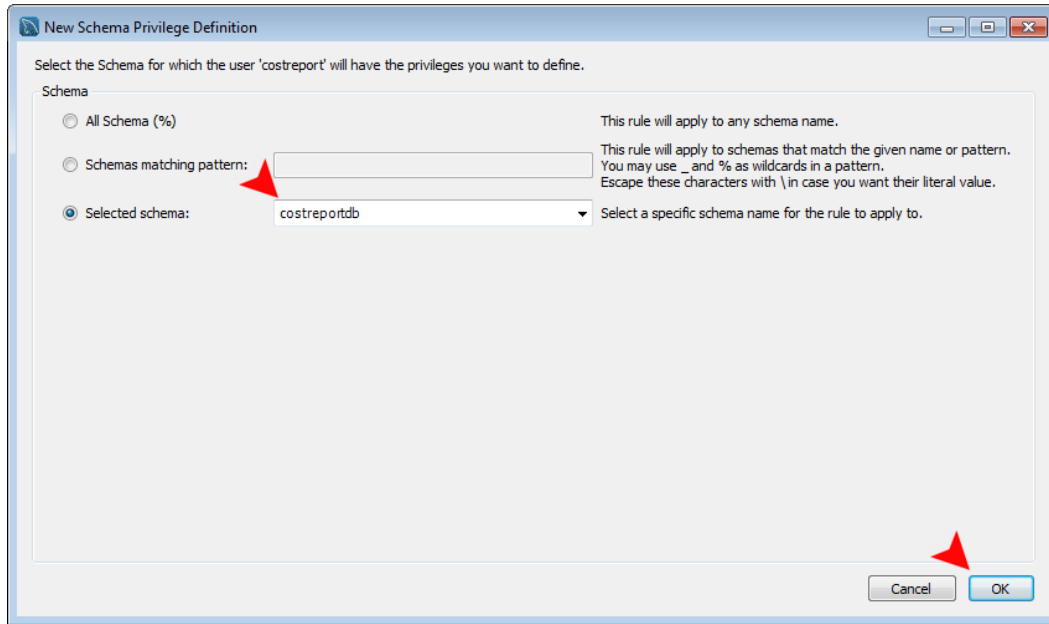 New Schema Privilege Definition
Select the Schema for which the user 'costreport' will have the privileges you want to define.
Schema
All Schema (%)
This rule will apply to any schema name.
Schemas matching pattern:
This rule will apply to schemas that match the given name or pattern.
You may use _ and % as wildcards in a pattern.
Escape these characters with \ in case you want their literal value.
Selected schema:
costreportdb
Select a specific schema name for the rule to apply to.
Cancel
OK